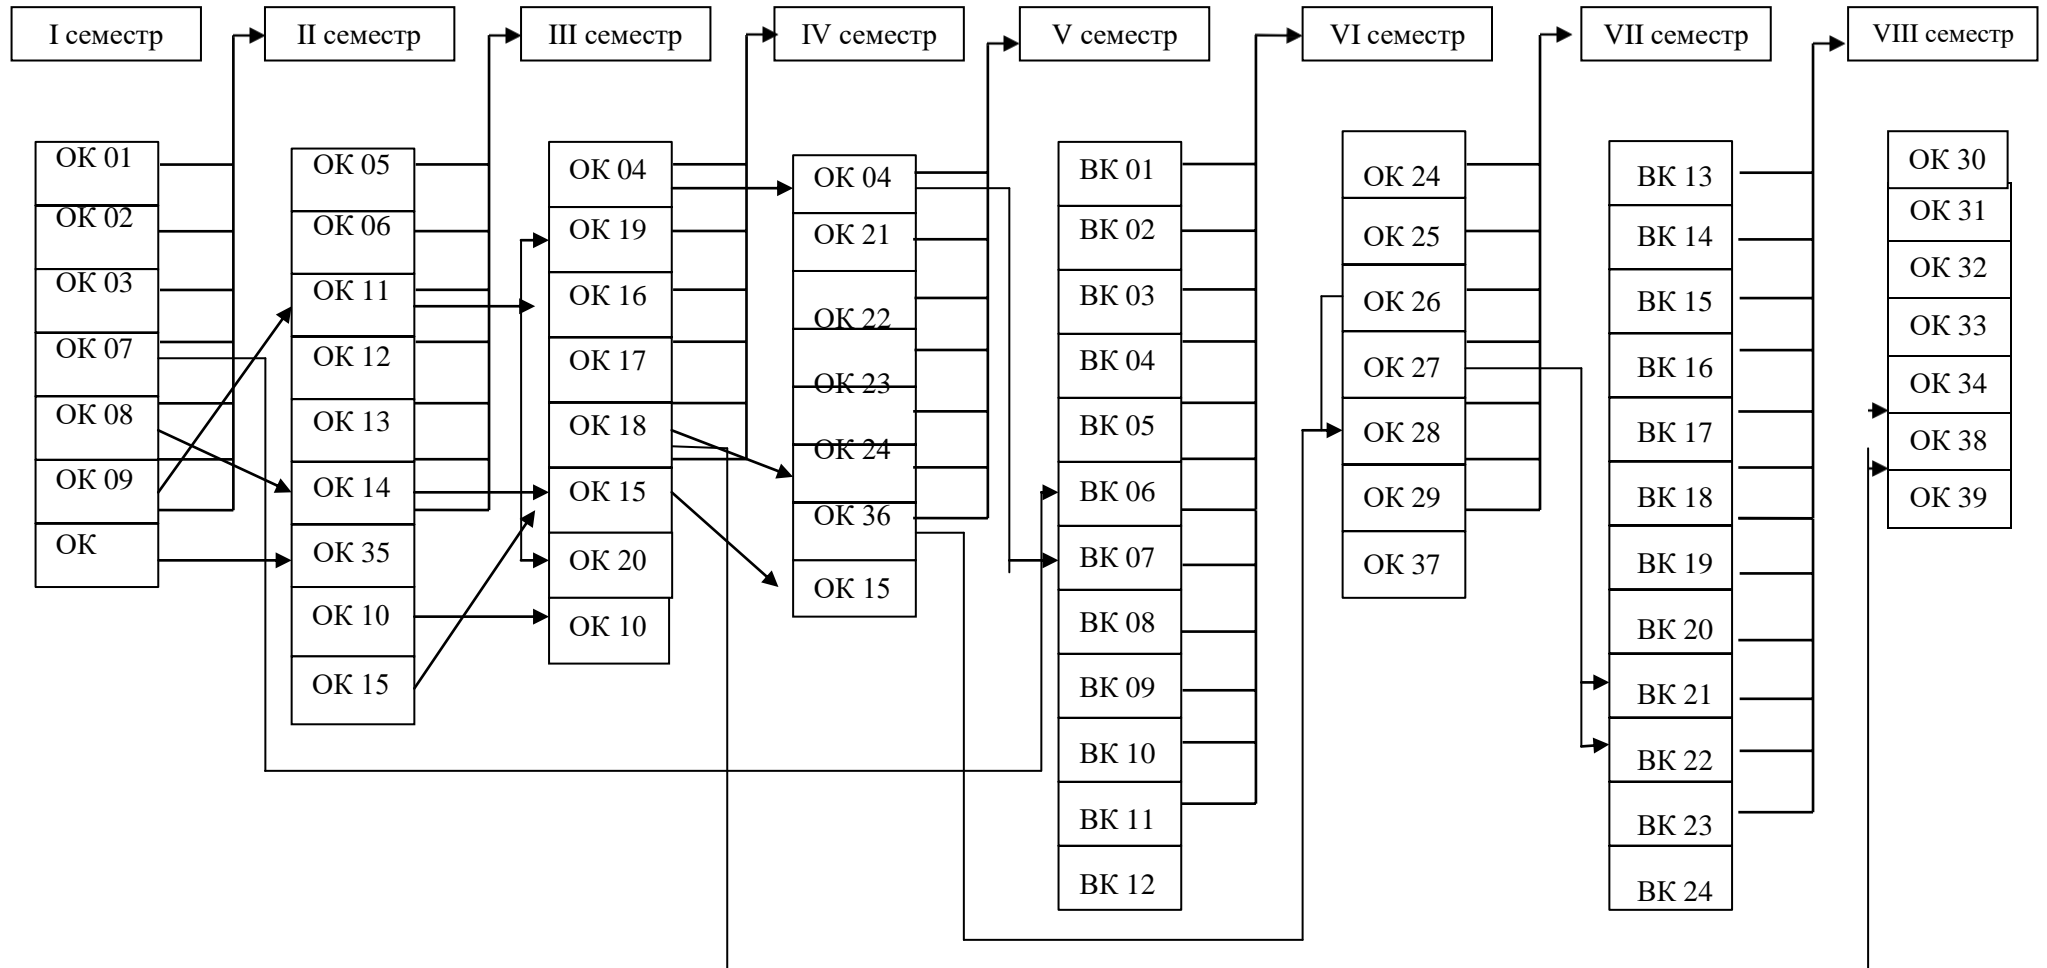 I семестр
II семестр
III семестр
IV семестр
V семестр
VI семестр
VII семестр
VIII семестр
ОК 01
ОК 02
ОК 03
ОК 07
ОК 08
ОК 09
ОК
ОК 05
ОК 06
ОК 11
ОК 12
ОК 13
ОК 14
ОК 35
ОК 10
ОК 15
ОК 04
ОК 19
ОК 16
ОК 17
ОК 18
ОК 15
ОК 20
ОК 10
ОК 04
ОК 21
ОК 22
ОК 23
ОК 24
ОК 36
ОК 15
ВК 01
ВК 02
ВК 03
ВК 04
ВК 05
ВК 06
ВК 07
ВК 08
ВК 09
ВК 10
ВК 11
ВК 12
ОК 24
ОК 25
ОК 26
ОК 27
ОК 28
ОК 29
ОК 37
ВК 13
ВК 14
ВК 15
ВК 16
ВК 17
ВК 18
ВК 19
ВК 20
ВК 21
ВК 22
ВК 23
ВК 24
ОК 30
ОК 31
ОК 32
ОК 33
ОК 34
ОК 38
ОК 39